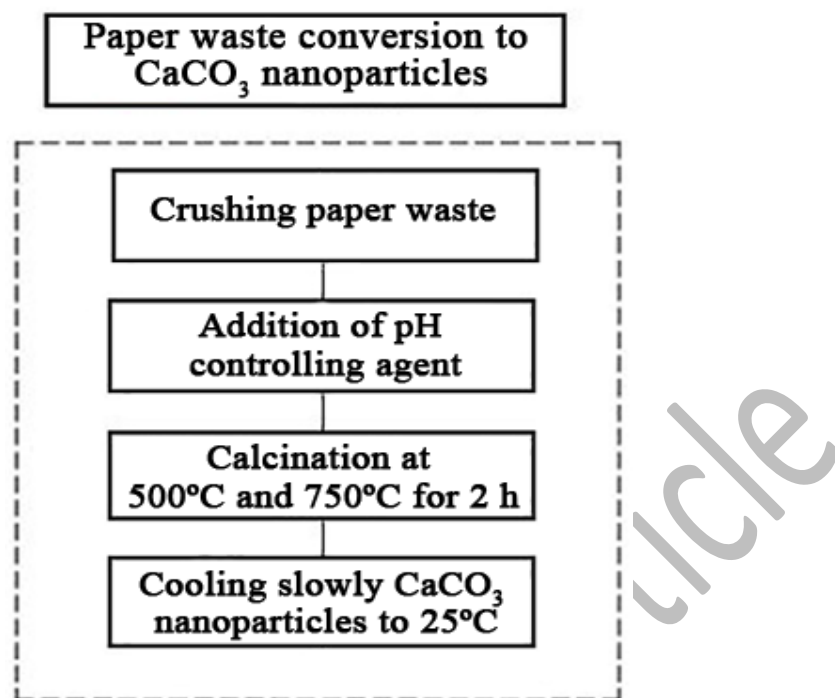 Paper waste conversion to
CaCO₃ nanoparticles
Crushing paper waste
Addition of pH
controlling agent
Calcination at
500ºC and 750ºC for 2 h
Cooling slowly CaCO₃
nanoparticles to 25ºC